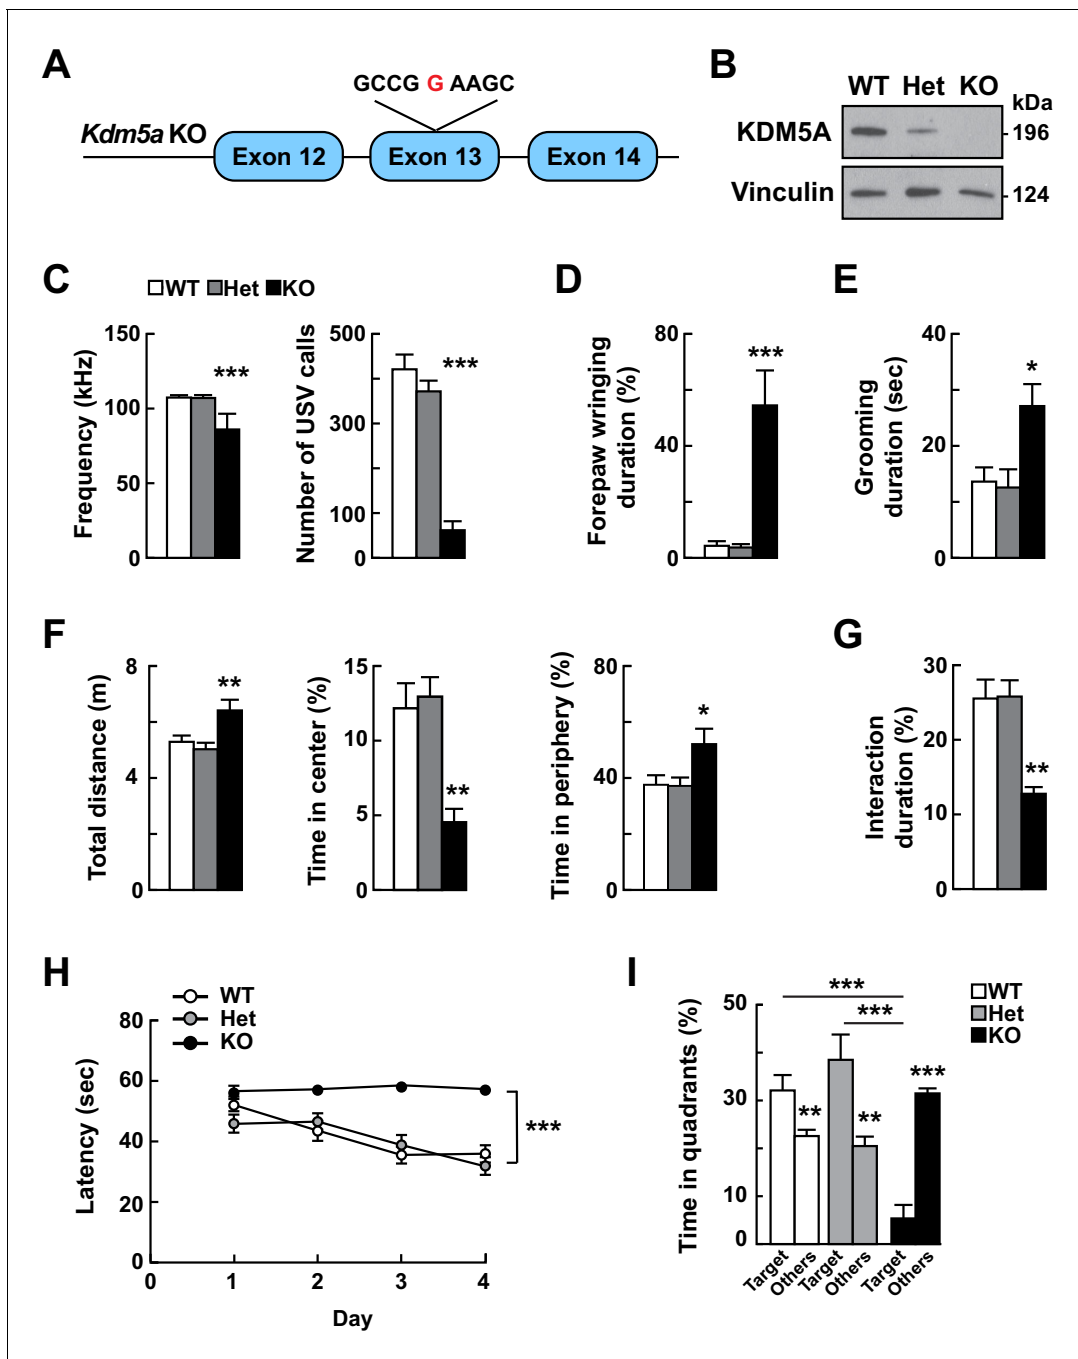 A
GCCG G AAGC
Kdm5a KO
Exon 12
Exon 13
Exon 14
B
WT Het KO
kDa
KDM5A
196
Vinculin
124
C
WT Het KO
Frequency (kHz)
150
100
50
0
***
Number of USV calls
500
300
100
0
***
D
Forepaw wringing
duration (%)
80
40
0
***
E
Grooming
duration (sec)
40
20
0
*
F
Total distance (m)
8
4
0
**
Time in center (%)
15
10
5
0
**
Time in periphery (%)
80
40
0
*
G
Interaction
duration (%)
30
20
10
0
**
H
WT
Het
KO
Latency (sec)
80
60
40
20
0
0 1 2 3 4
Day
***
I
WT
Het
KO
Time in quadrants (%)
50
30
10
0
***
***
**
**
***
Target
Others
Target
Others
Target
Others